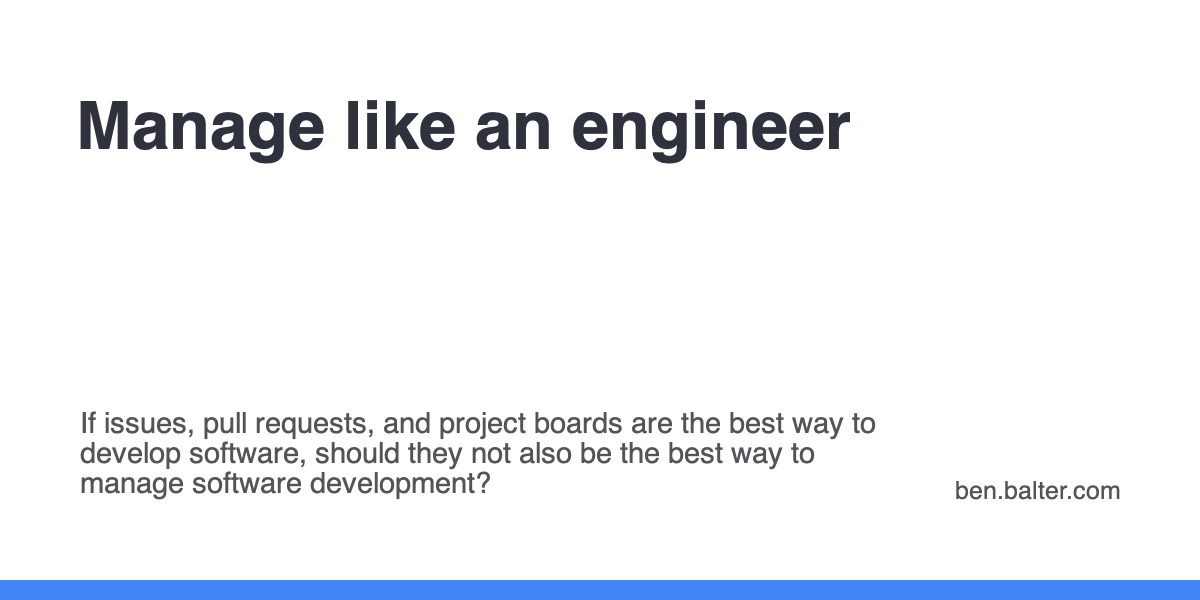 Manage like an engineer
If issues, pull requests, and project boards are the best way to
develop software, should they not also be the best way to
manage software development?
ben.balter.com